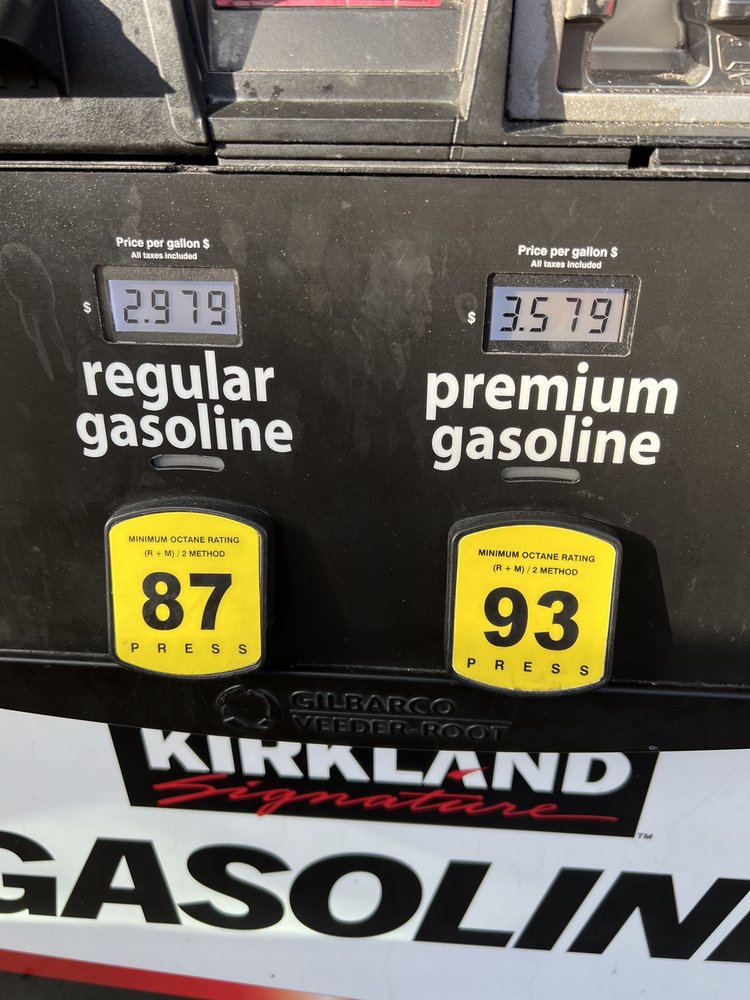 Price per gallon $
All taxes included
$ 2.979
regular
gasoline
MINIMUM OCTANE RATING
(R + M) / 2 METHOD
87
PRESS
Price per gallon $
All taxes included
$ 3.579
premium
gasoline
MINIMUM OCTANE RATING
(R + M) / 2 METHOD
93
PRESS
GILBARCO
VEEDER-ROOT
KIRKLAND
Signature
TM
GASOLINE